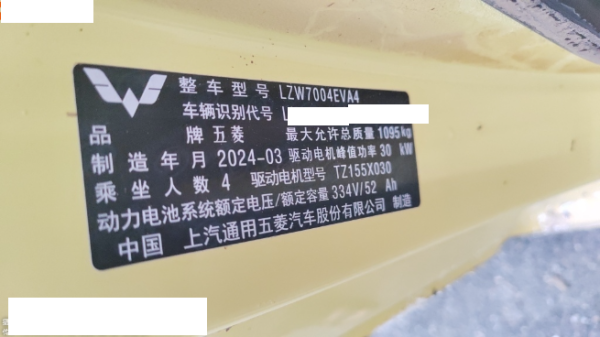 整车型号 LZW7004EVA4
车辆识别代号 L
品牌 五菱 最大允许总质量 1095kg
制造年月 2024-03 驱动电机峰值功率 30 kW
乘坐人数 4 驱动电机型号 TZ155X030
动力电池系统额定电压/额定容量 334V/52 Ah
中国 上汽通用五菱汽车股份有限公司 制造